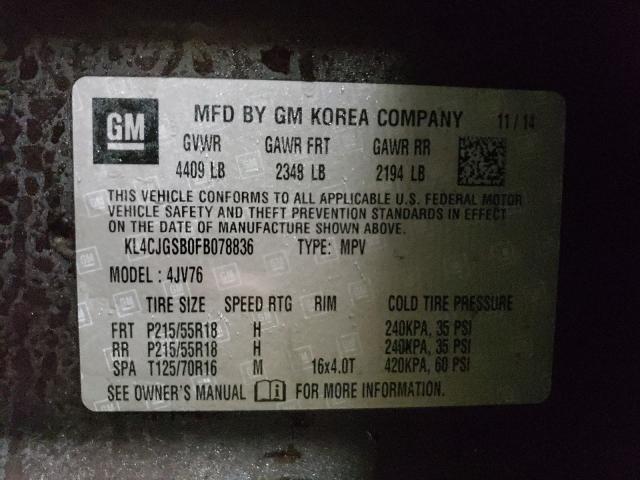 GM
MFD BY GM KOREA COMPANY 11/14
GVWR GAWR FRT GAWR RR
4409 LB 2348 LB 2194 LB
THIS VEHICLE CONFORMS TO ALL APPLICABLE U.S. FEDERAL MOTOR
VEHICLE SAFETY AND THEFT PREVENTION STANDARDS IN EFFECT
ON THE DATE OF MANUFACTURE SHOWN ABOVE.
KL4CJGSB0FB078836 TYPE: MPV
MODEL: 4JV76
TIRE SIZE SPEED RTG RIM COLD TIRE PRESSURE
FRT P215/55R18 H 240KPA, 35 PSI
RR P215/55R18 H 240KPA, 35 PSI
SPA T125/70R16 M 16x4.0T 420KPA, 60 PSI
SEE OWNER'S MANUAL FOR MORE INFORMATION.